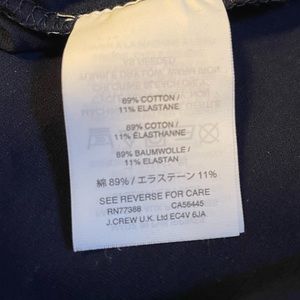 89% COTTON /
11% ELASTANE
89% COTON /
11% ELASTHANNE
89% BAUMWOLLE /
11% ELASTAN
綿 89% / エラステーン 11%
SEE REVERSE FOR CARE
RN77388 CA56445
J.CREW U.K. Ltd EC4V 6JA